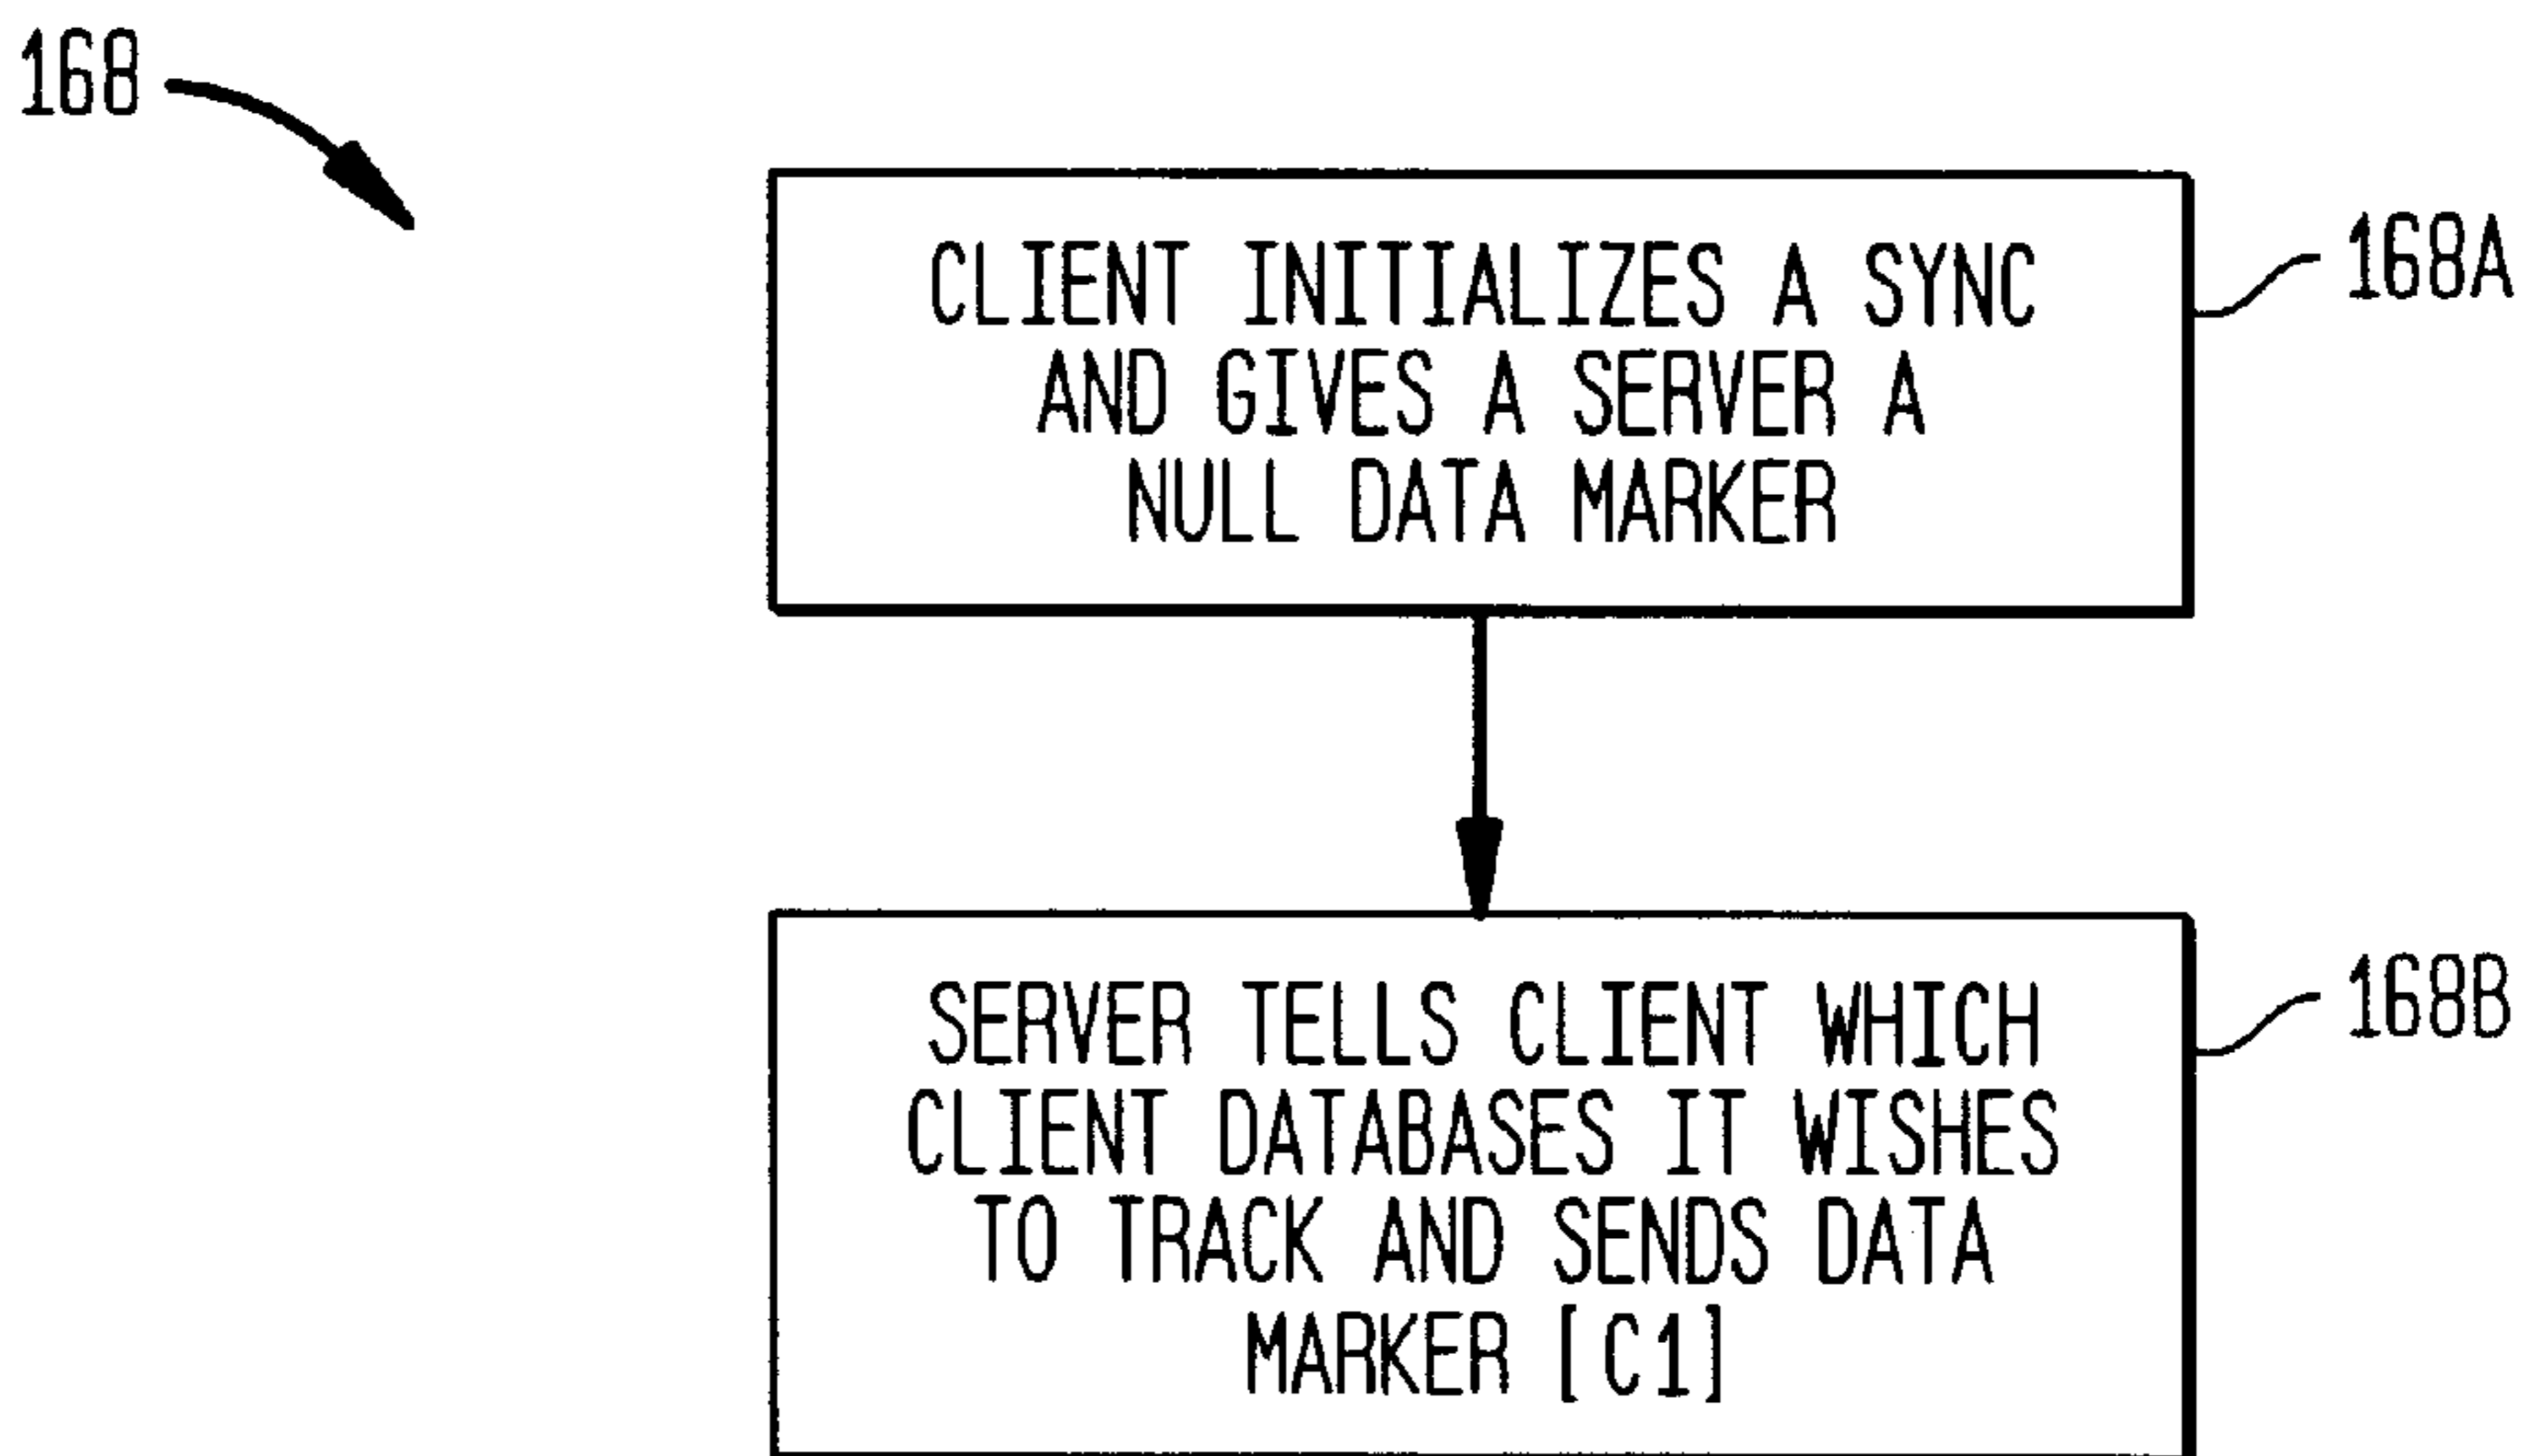 168
CLIENT INITIALIZES A SYNC
AND GIVES A SERVER A
NULL DATA MARKER
168A
SERVER TELLS CLIENT WHICH
CLIENT DATABASES IT WISHES
TO TRACK AND SENDS DATA
MARKER [C1]
168B